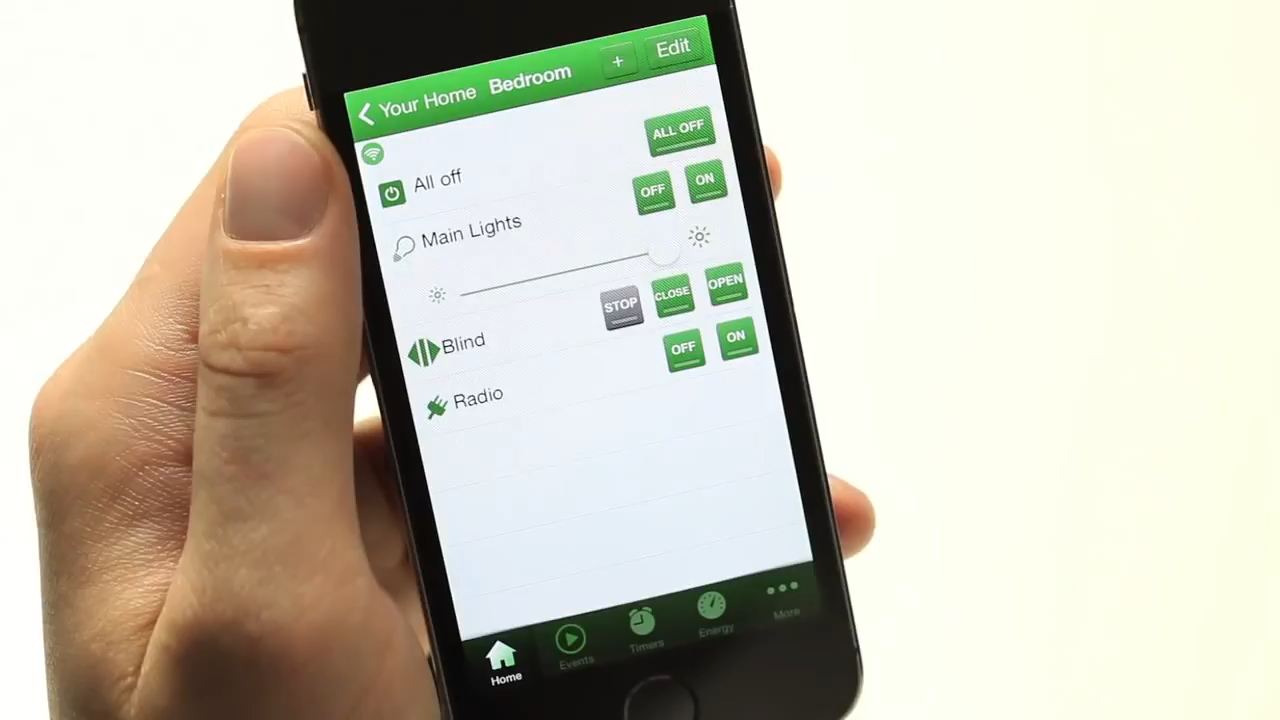 Your Home Bedroom + Edit
ALL OFF
All off
OFF ON
Main Lights
STOP CLOSE OPEN
Blind
OFF ON
Radio
Home Events Timers Energy More